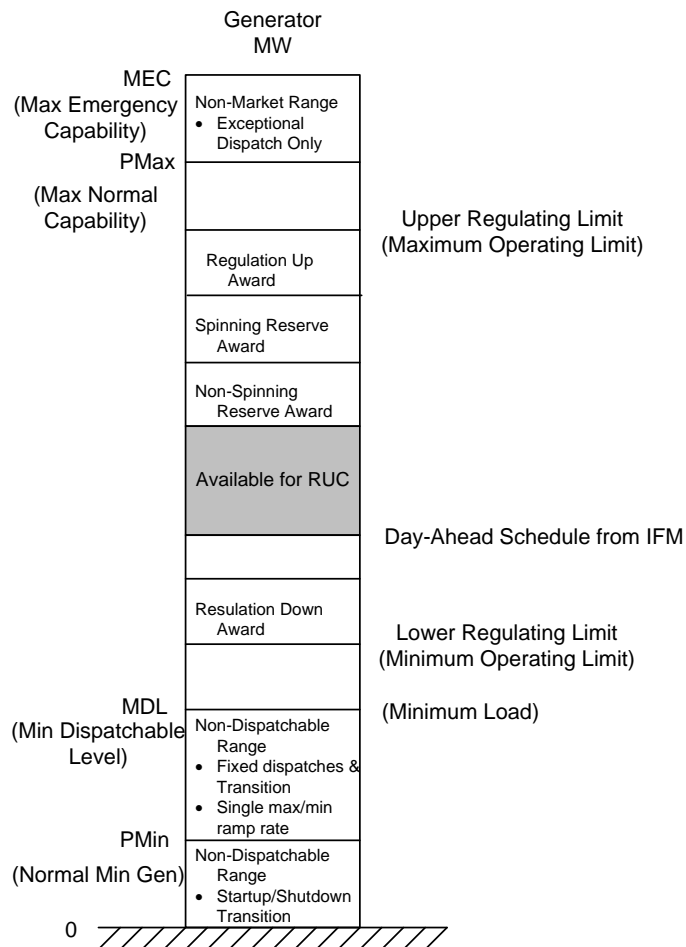 Generator
MW
MEC
(Max Emergency
Capability)
Non-Market Range
• Exceptional
Dispatch Only
PMax
(Max Normal
Capability)
Upper Regulating Limit
(Maximum Operating Limit)
Regulation Up
Award
Spinning Reserve
Award
Non-Spinning
Reserve Award
Available for RUC
Day-Ahead Schedule from IFM
Resulation Down
Award
Lower Regulating Limit
(Minimum Operating Limit)
MDL
(Min Dispatchable
Level)
(Minimum Load)
Non-Dispatchable
Range
• Fixed dispatches &
Transition
• Single max/min
ramp rate
PMin
(Normal Min Gen)
Non-Dispatchable
Range
• Startup/Shutdown
Transition
0